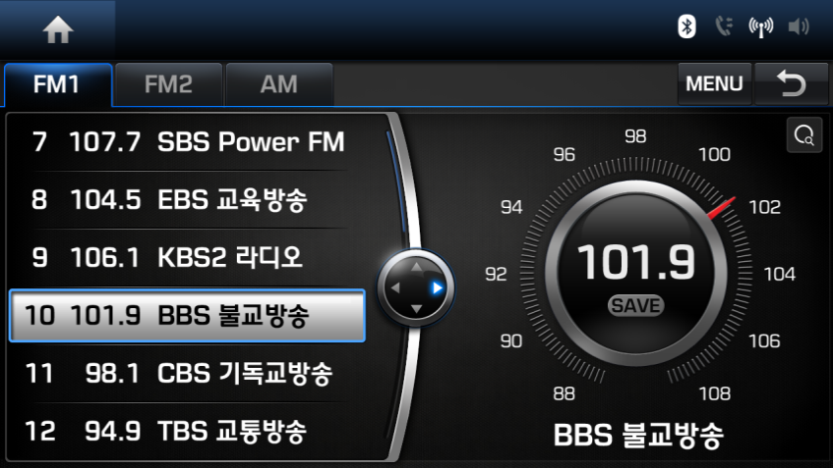 FM1 FM2 AM MENU
7 107.7 SBS Power FM
8 104.5 EBS 교육방송
9 106.1 KBS2 라디오
10 101.9 BBS 불교방송
11 98.1 CBS 기독교방송
12 94.9 TBS 교통방송
88
90
92
94
96
98
100
102
104
106
108
101.9
SAVE
BBS 불교방송